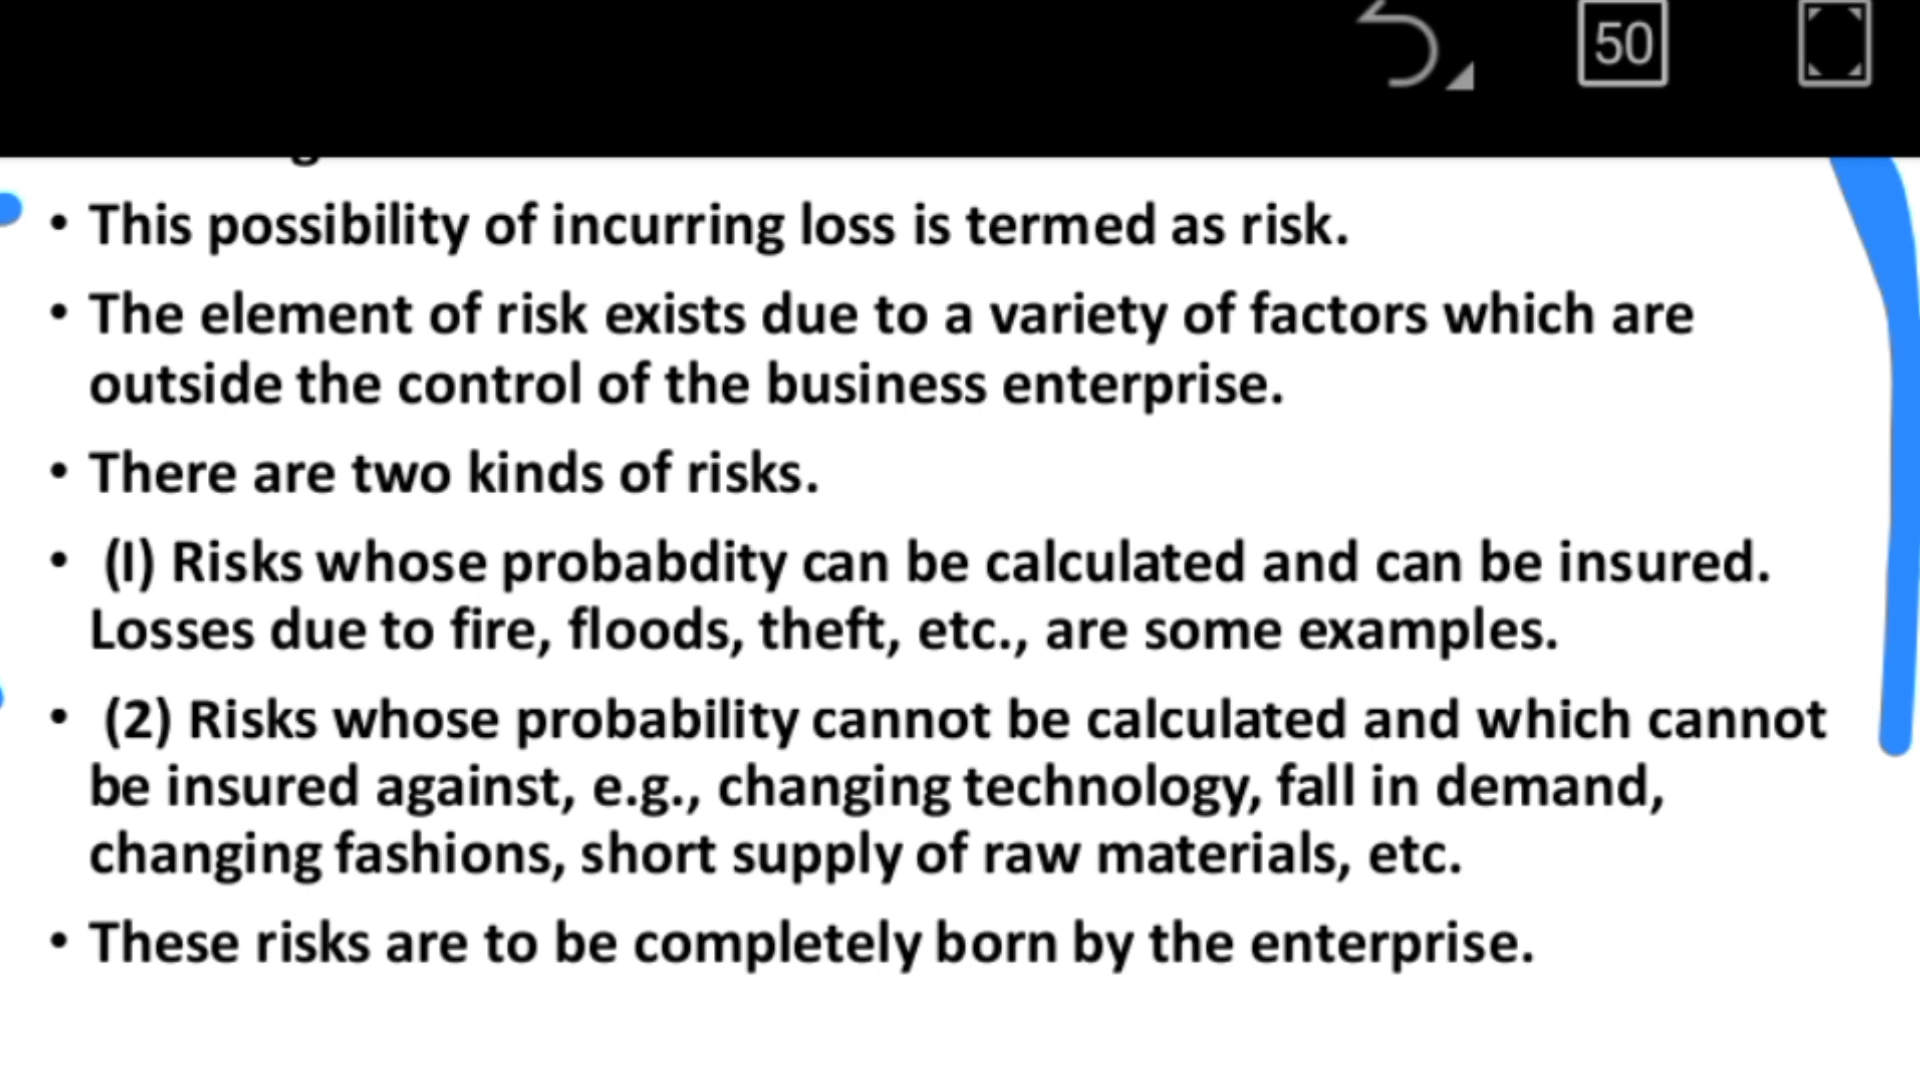 50
• This possibility of incurring loss is termed as risk.
• The element of risk exists due to a variety of factors which are
outside the control of the business enterprise.
• There are two kinds of risks.
• (I) Risks whose probabdity can be calculated and can be insured.
Losses due to fire, floods, theft, etc., are some examples.
• (2) Risks whose probability cannot be calculated and which cannot
be insured against, e.g., changing technology, fall in demand,
changing fashions, short supply of raw materials, etc.
• These risks are to be completely born by the enterprise.